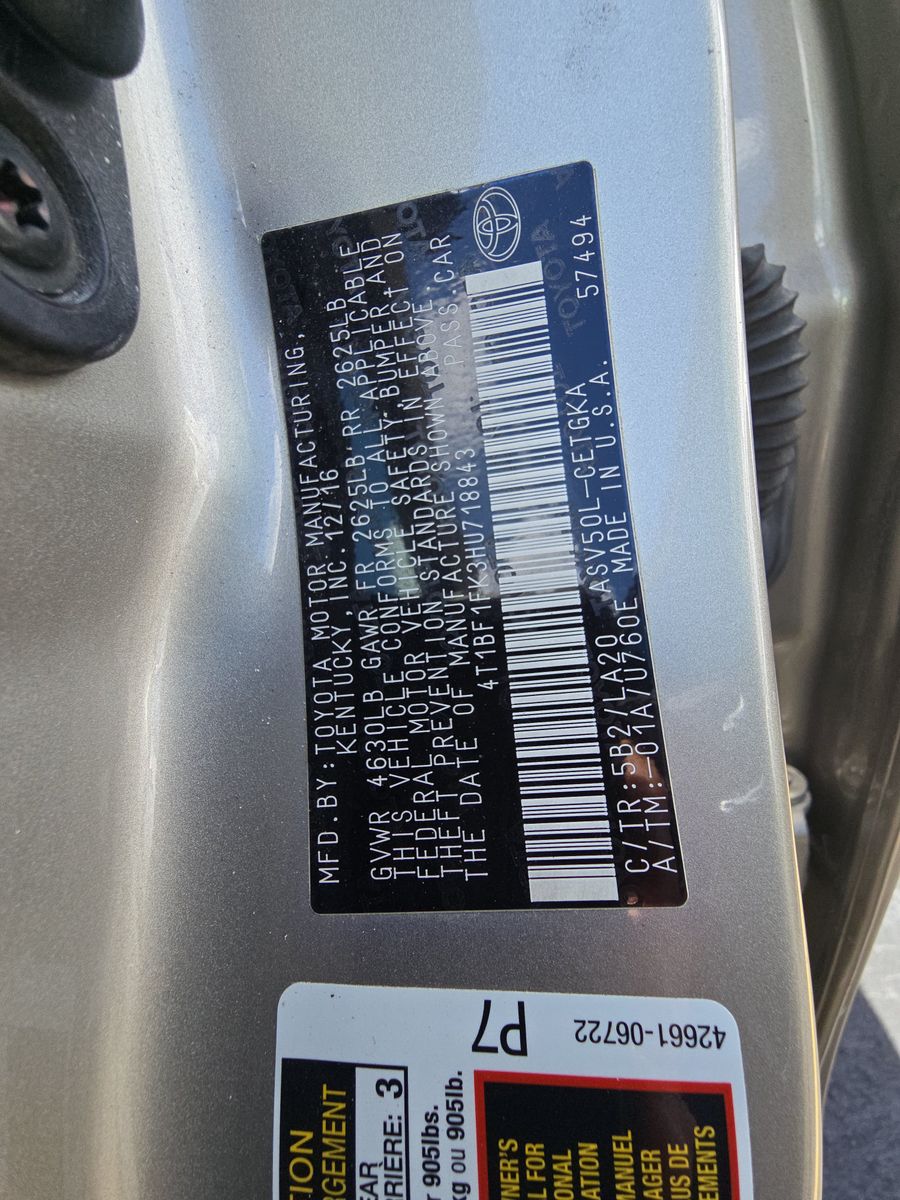 MFD.BY:TOYOTA MOTOR MANUFACTURING,
KENTUCKY,INC. 12/16
GVWR 4630LB GAWR FR 2625LB RR 2625LB
THIS VEHICLE CONFORMS TO ALL APPLICABLE
FEDERAL MOTOR VEHICLE SAFETY, BUMPER, AND
THEFT PREVENTION STANDARDS IN EFFECT ON
THE DATE OF MANUFACTURE SHOWN ABOVE.
4T1BF1FK3HU718843 PASS.CAR
C/TR:5B2/LA20 ASV50L-CETGKA
A/TM:-01A/U760E MADE IN U.S.A. 57494
TOYOTA
P7
42661-06722
3
905lbs.
kg ou 905lb.
MANUEL